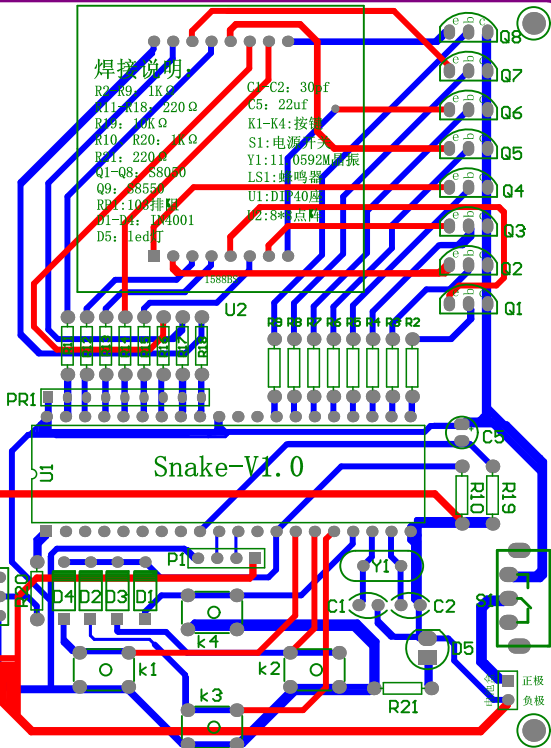 焊接说明:
R2-R9: 1KΩ
R11-R18: 220Ω
R19: 10KΩ
R10、R20: 1KΩ
R21: 220Ω
Q1-Q8: S8050
Q9: S8550
RP1:103排阻
D1-D4: IN4001
D5: led灯
C1-C2: 30pf
C5: 22uf
K1-K4:按键
S1:电源开关
Y1:11.0592M晶振
LS1:蜂鸣器
U1:DIP40座
U2:8*8点阵
1588BS
U2
e b c Q8
e b c Q7
e b c Q6
e b c Q5
e b c Q4
e b c Q3
e b c Q2
e b c Q1
R18
R7 R6 R5 R4 R3 R2
PR1
U1
Snake-V1.0
C5
R10 R19
P1
Y1
D4 D2 D3 D1
C1 C2
k4
D5
k1 k2
k3
R21
正极
负极